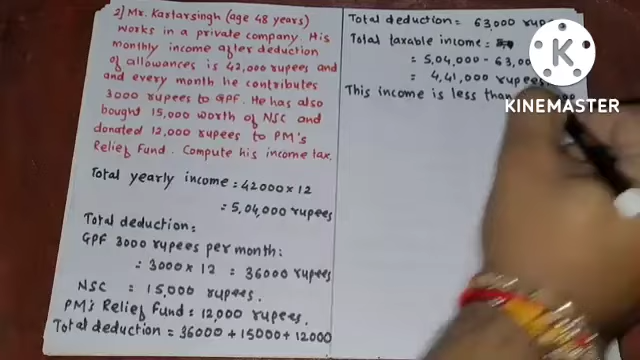 2] Mr. Kartarsingh (age 48 years)
works in a private company. His
monthly income after deduction
of allowances is 42,000 rupees and
and every month he contributes
3000 rupees to GPF. He has also
bought 15,000 worth of NSC and
donated 12,000 rupees to PM's
Relief Fund. Compute his income tax.
Total yearly income = 42000 × 12
= 5,04,000 rupees
Total deduction:
GPF 3000 rupees per month:
= 3000 × 12 = 36000 rupees
NSC = 15,000 rupees.
PM's Relief Fund = 12,000 rupees.
Total deduction = 36000 + 15000 + 12000
Total deduction = 63,000
Total taxable income =
= 5,04,000 - 63,
= 4,41,000 rupees
This income is less than
K
KINEMASTER